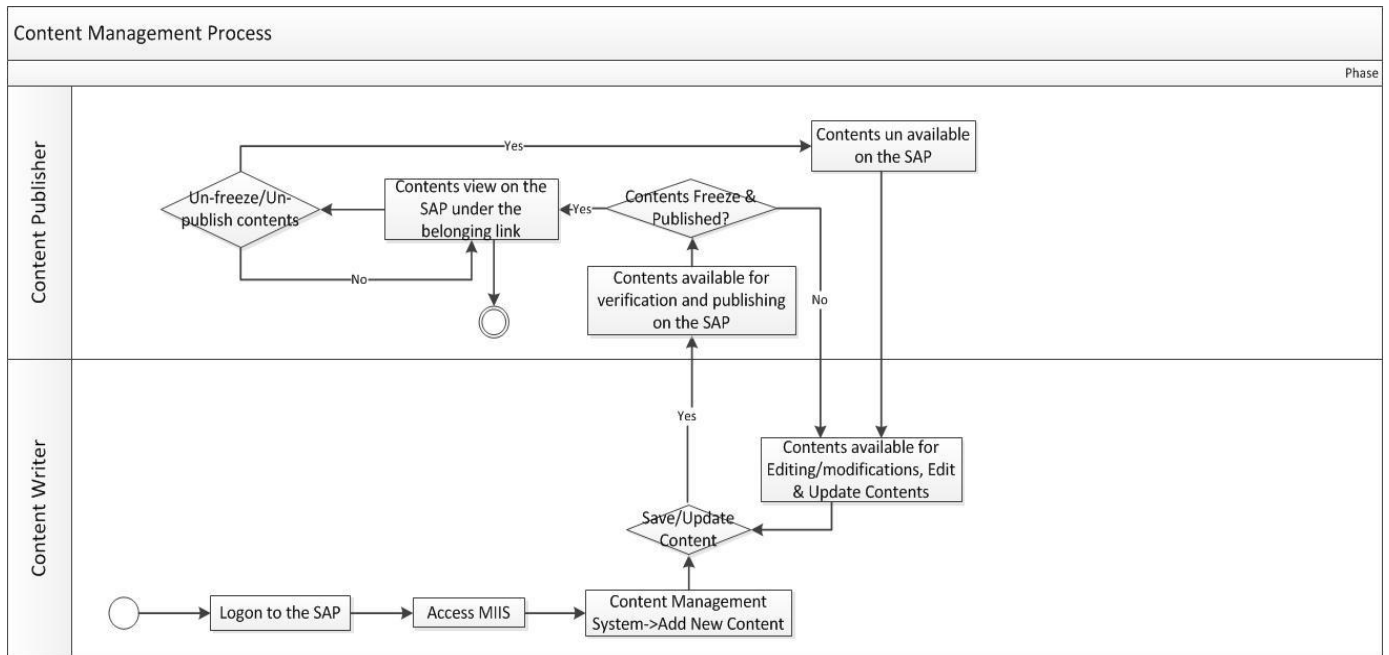 Content Management Process
Phase
Content Publisher
Yes
Contents un available
on the SAP
Un-freeze/Un-
publish contents
Contents view on the
SAP under the
belonging link
Yes
Contents Freeze &
Published?
No
Contents available for
verification and publishing
on the SAP
No
Content Writer
Yes
Contents available for
Editing/modifications, Edit
& Update Contents
Save/Update
Content
Logon to the SAP
Access MIIS
Content Management
System->Add New Content